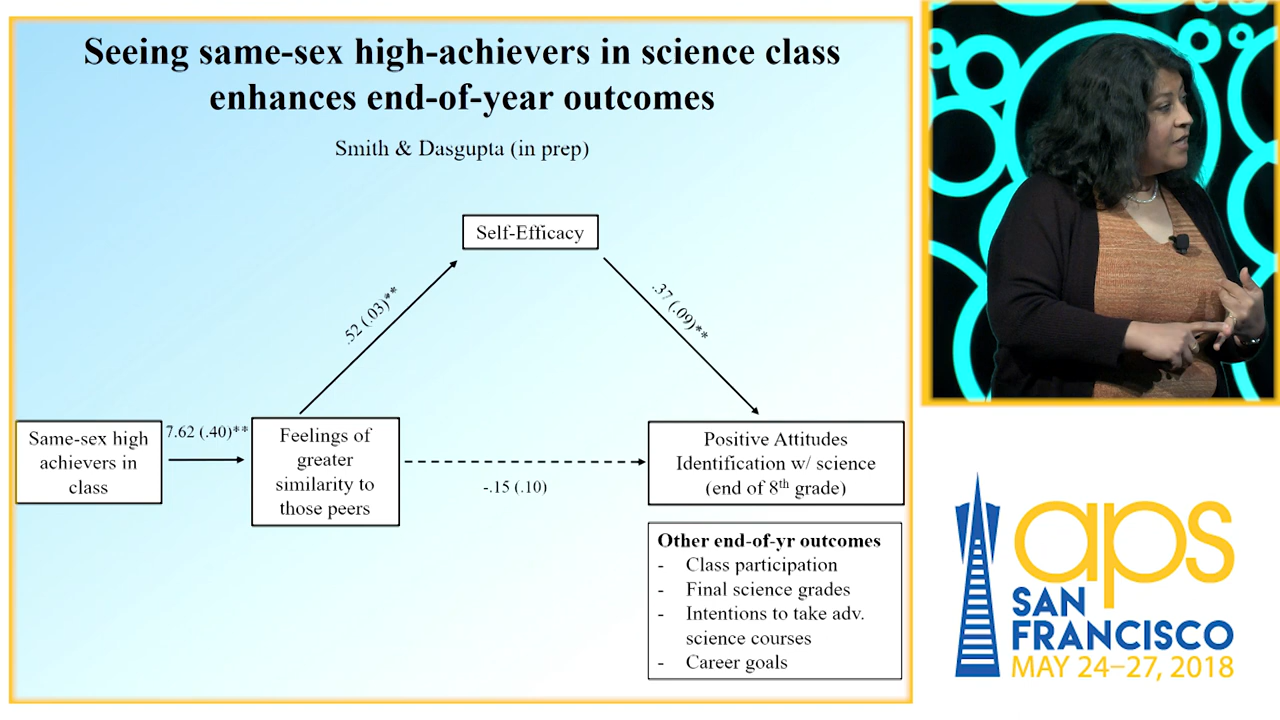 Seeing same-sex high-achievers in science class
enhances end-of-year outcomes
Smith & Dasgupta (in prep)
Self-Efficacy
.52 (.03)**
.37 (.09)**
Same-sex high
achievers in
class
7.62 (.40)**
Feelings of
greater
similarity to
those peers
-.15 (.10)
Positive Attitudes
Identification w/ science
(end of 8th grade)
Other end-of-yr outcomes
- Class participation
- Final science grades
- Intentions to take adv.
science courses
- Career goals
aps
SAN
FRANCISCO
MAY 24–27, 2018